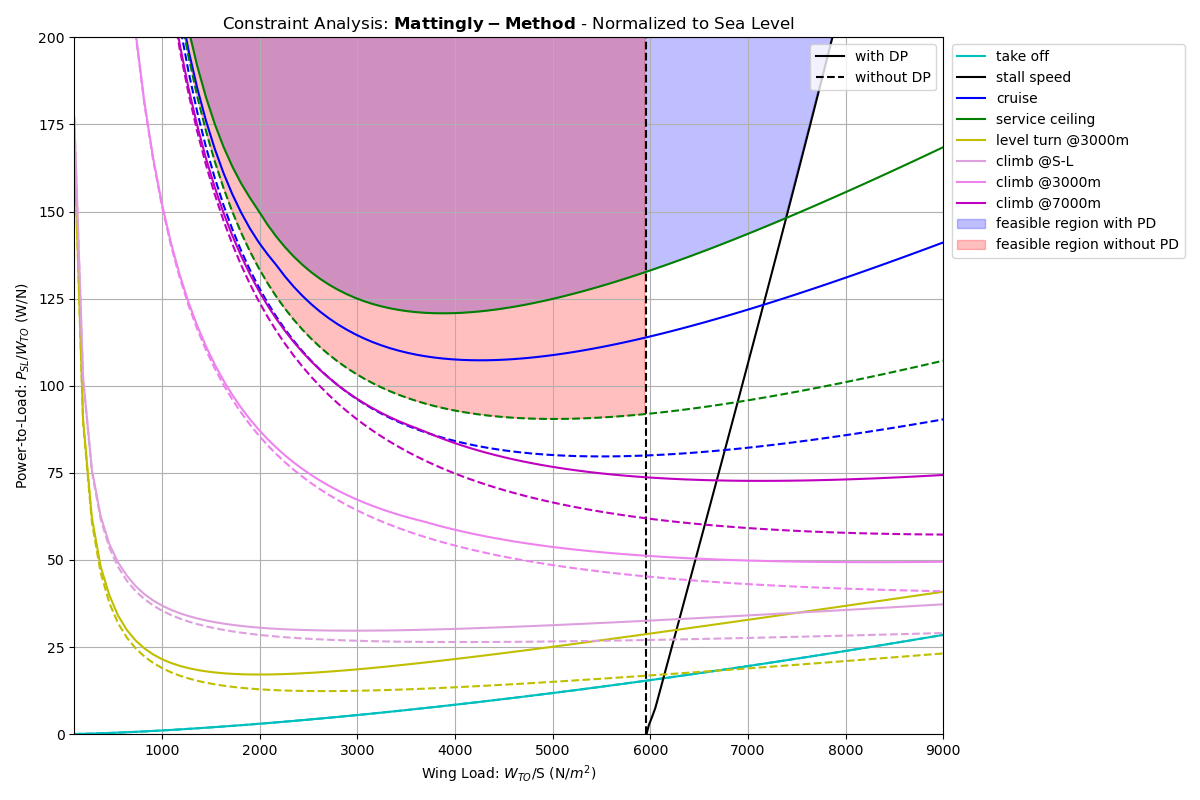 Constraint Analysis: Mattingly − Method - Normalized to Sea Level
200
175
150
125
100
75
50
25
0
1000 2000 3000 4000 5000 6000 7000 8000 9000
Power-to-Load: P_SL/W_TO (W/N)
Wing Load: W_TO/S (N/m²)
with DP
without DP
take off
stall speed
cruise
service ceiling
level turn @3000m
climb @S-L
climb @3000m
climb @7000m
feasible region with PD
feasible region without PD